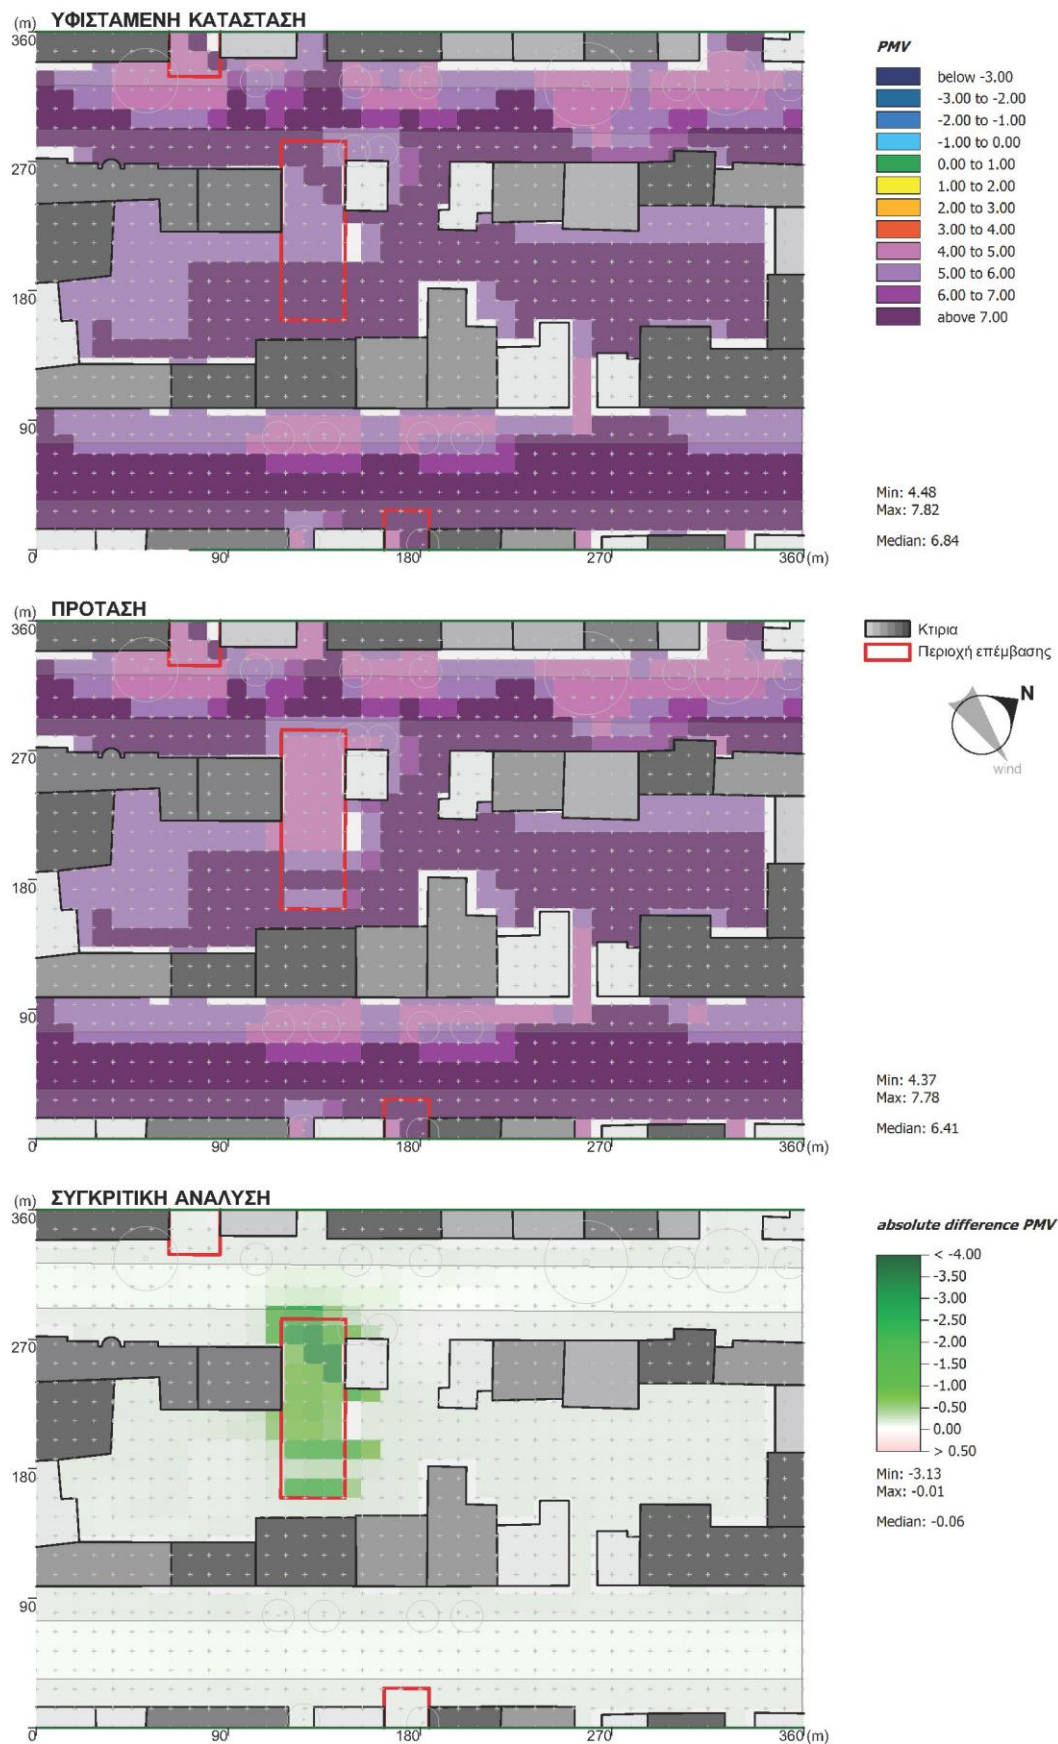 ΥΦΙΣΤΑΜΕΝΗ ΚΑΤΑΣΤΑΣΗ
(m)
360
270
180
90
0
90
180
270
360 (m)
PMV
below -3.00
-3.00 to -2.00
-2.00 to -1.00
-1.00 to 0.00
0.00 to 1.00
1.00 to 2.00
2.00 to 3.00
3.00 to 4.00
4.00 to 5.00
5.00 to 6.00
6.00 to 7.00
above 7.00
Min: 4.48
Max: 7.82
Median: 6.84
ΠΡΟΤΑΣΗ
(m)
360
270
180
90
0
90
180
270
360 (m)
Κτιρια
Περιοχή επέμβασης
N
wind
Min: 4.37
Max: 7.78
Median: 6.41
ΣΥΓΚΡΙΤΙΚΗ ΑΝΑΛΥΣΗ
(m)
360
270
180
90
0
90
180
270
360 (m)
absolute difference PMV
< -4.00
-3.50
-3.00
-2.50
-2.00
-1.50
-1.00
-0.50
0.00
> 0.50
Min: -3.13
Max: -0.01
Median: -0.06